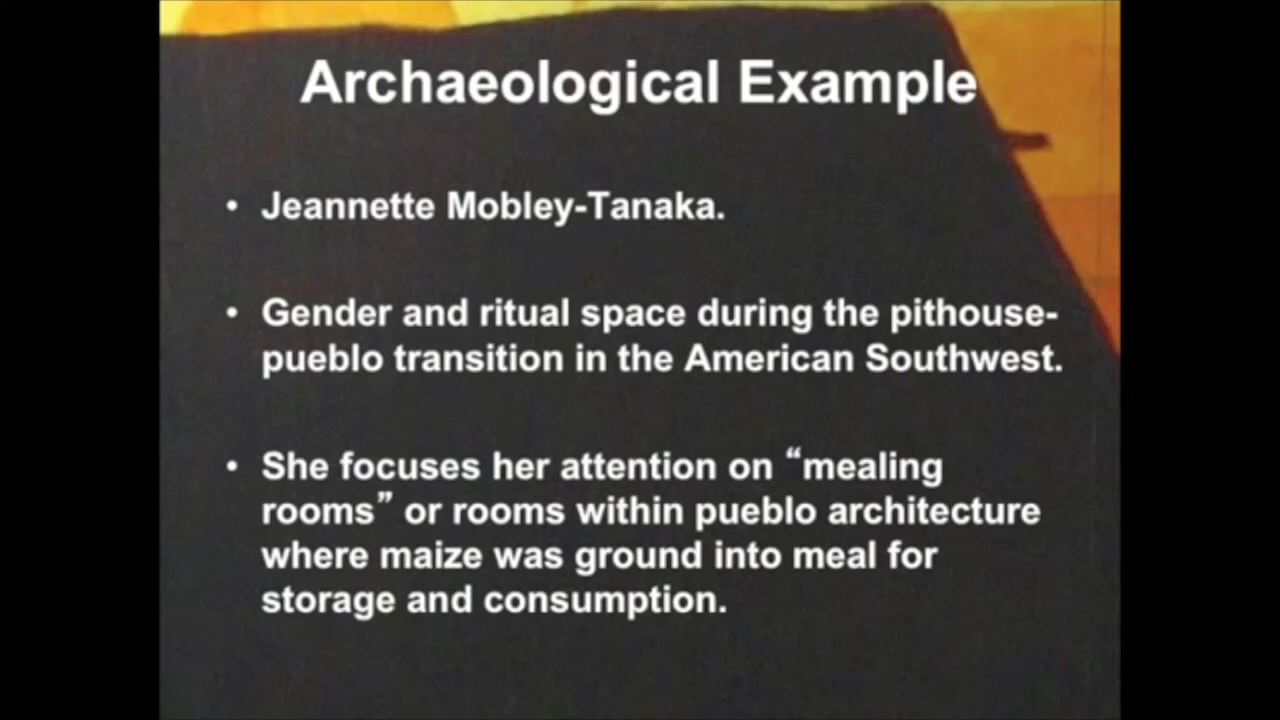 Archaeological Example
• Jeannette Mobley-Tanaka.
• Gender and ritual space during the pithouse-
pueblo transition in the American Southwest.
• She focuses her attention on “mealing
rooms” or rooms within pueblo architecture
where maize was ground into meal for
storage and consumption.